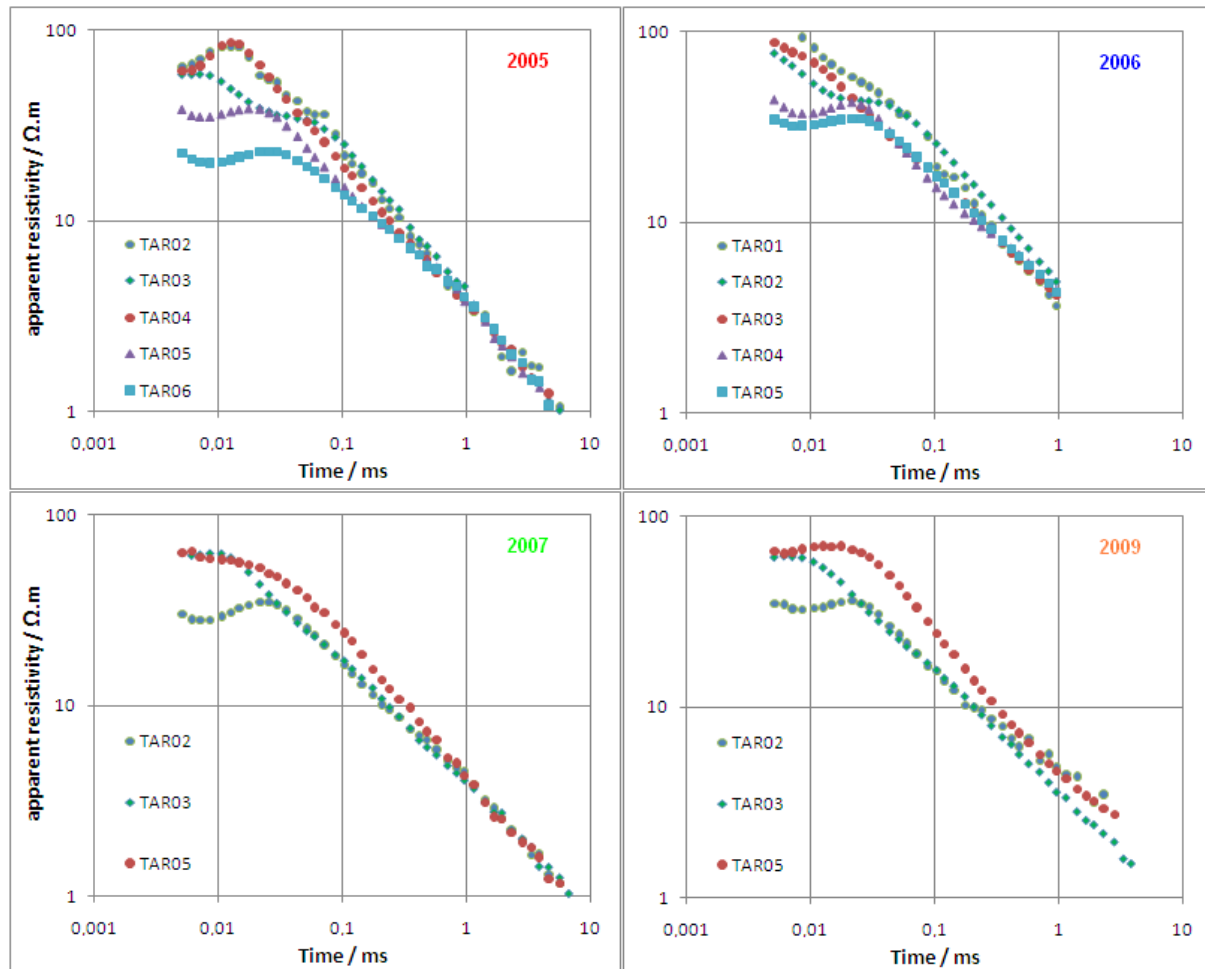 2005
apparent resistivity / Ω.m
100
10
1
TAR02
TAR03
TAR04
TAR05
TAR06
0,001 0,01 0,1 1 10
Time / ms
2006
100
10
1
TAR01
TAR02
TAR03
TAR04
TAR05
0,001 0,01 0,1 1 10
Time / ms
2007
apparent resistivity / Ω.m
100
10
1
TAR02
TAR03
TAR05
0,001 0,01 0,1 1 10
Time / ms
2009
100
10
1
TAR02
TAR03
TAR05
0,001 0,01 0,1 1 10
Time / ms